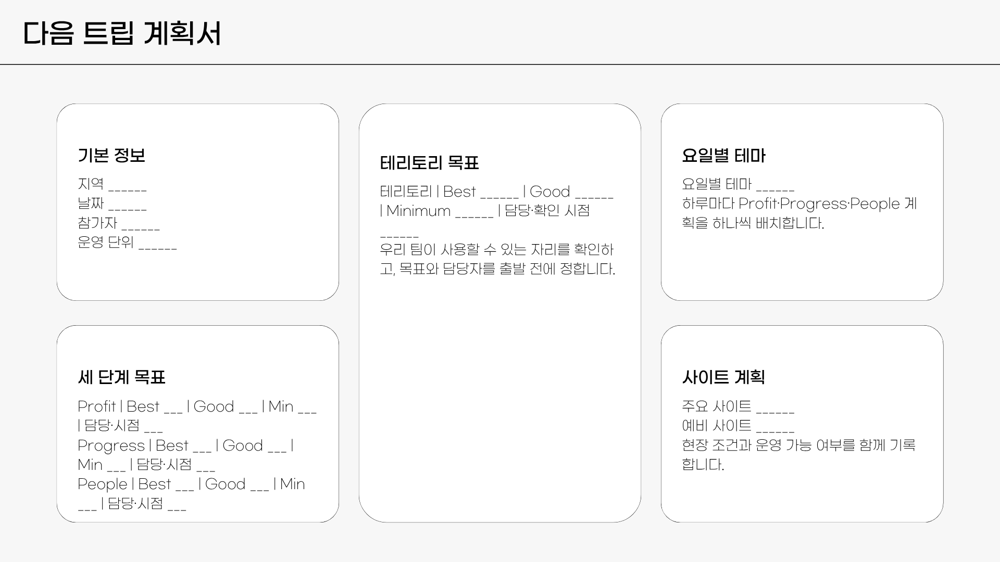 다음 트립 계획서
기본 정보
지역 ______
날짜 ______
참가자 ______
운영 단위 ______
세 단계 목표
Profit | Best ___ | Good ___ | Min ___
| 담당·시점 ___
Progress | Best ___ | Good ___ |
Min ___ | 담당·시점 ___
People | Best ___ | Good ___ | Min
___ | 담당·시점 ___
테리토리 목표
테리토리 | Best ______ | Good ______
| Minimum ______ | 담당·확인 시점
______
우리 팀이 사용할 수 있는 자리를 확인하
고, 목표와 담당자를 출발 전에 정합니다.
요일별 테마
요일별 테마 ______
하루마다 Profit·Progress·People 계
획을 하나씩 배치합니다.
사이트 계획
주요 사이트 ______
예비 사이트 ______
현장 조건과 운영 가능 여부를 함께 기록
합니다.